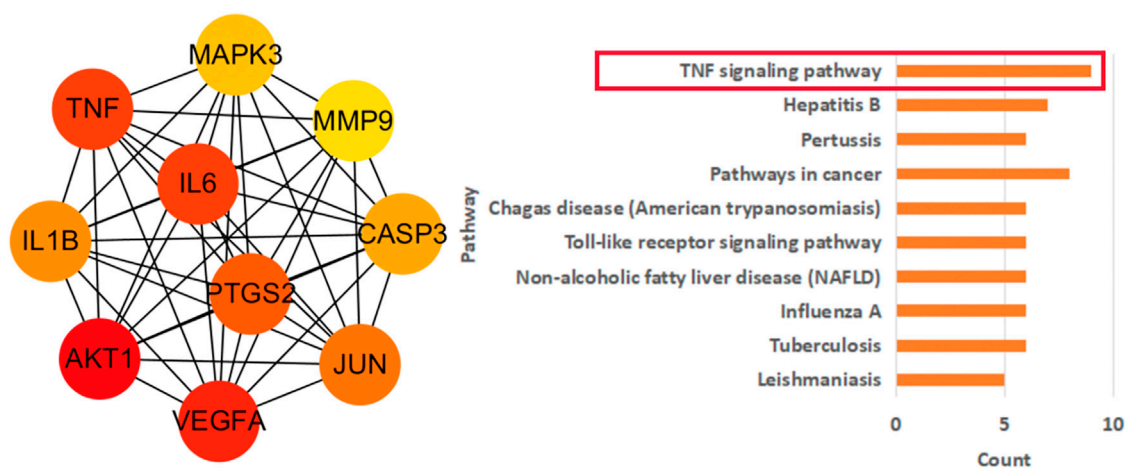 MAPK3
TNF
MMP9
IL6
IL1B
CASP3
PTGS2
AKT1
JUN
VEGFA
Pathway
TNF signaling pathway
Hepatitis B
Pertussis
Pathways in cancer
Chagas disease (American trypanosomiasis)
Toll-like receptor signaling pathway
Non-alcoholic fatty liver disease (NAFLD)
Influenza A
Tuberculosis
Leishmaniasis
0 5 10
Count